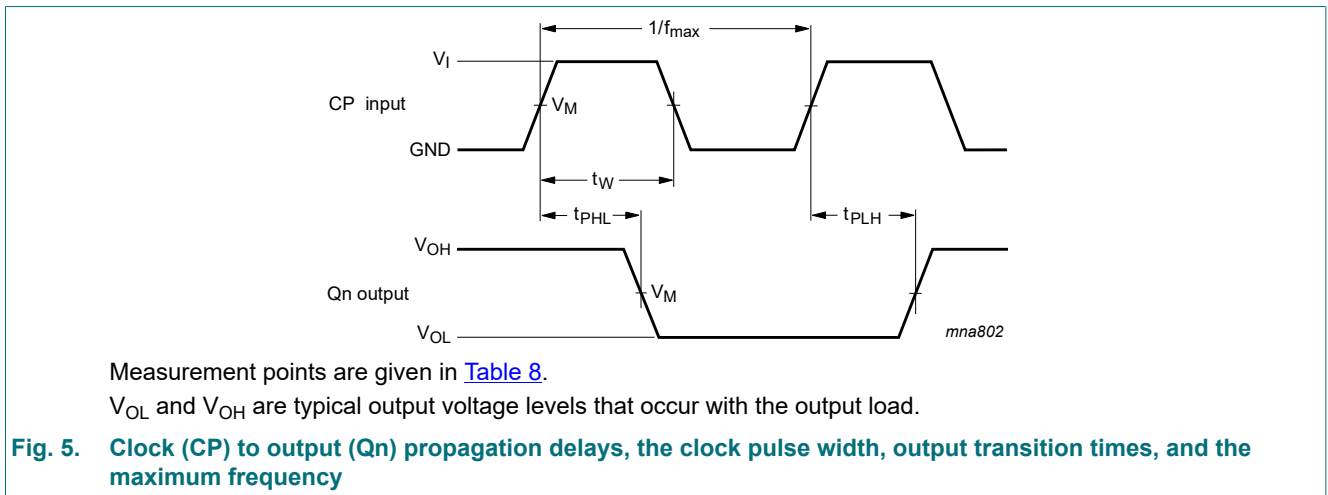 1/fmax
VI
CP input
VM
GND
tW
tPHL
tPLH
VOH
Qn output
VM
VOL
mna802
Measurement points are given in Table 8.
VOL and VOH are typical output voltage levels that occur with the output load.
Fig. 5. Clock (CP) to output (Qn) propagation delays, the clock pulse width, output transition times, and the
maximum frequency